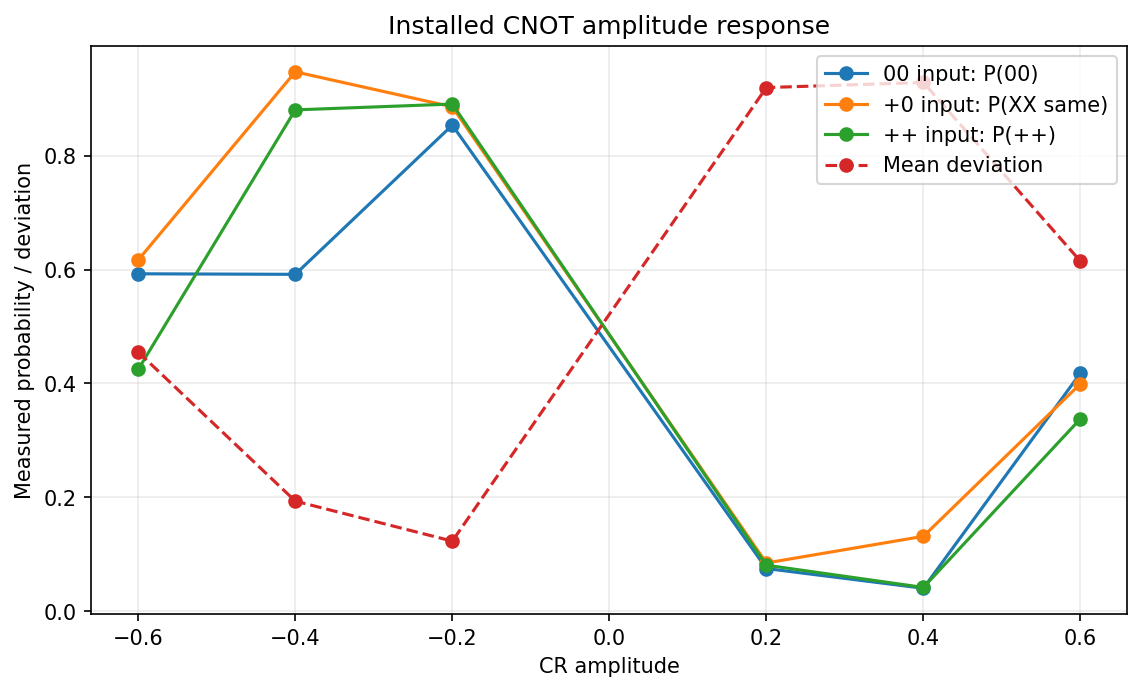 Installed CNOT amplitude response
Measured probability / deviation
0.8
0.6
0.4
0.2
0.0
00 input: P(00)
+0 input: P(XX same)
++ input: P(++)
Mean deviation
−0.6
−0.4
−0.2
0.0
0.2
0.4
0.6
CR amplitude